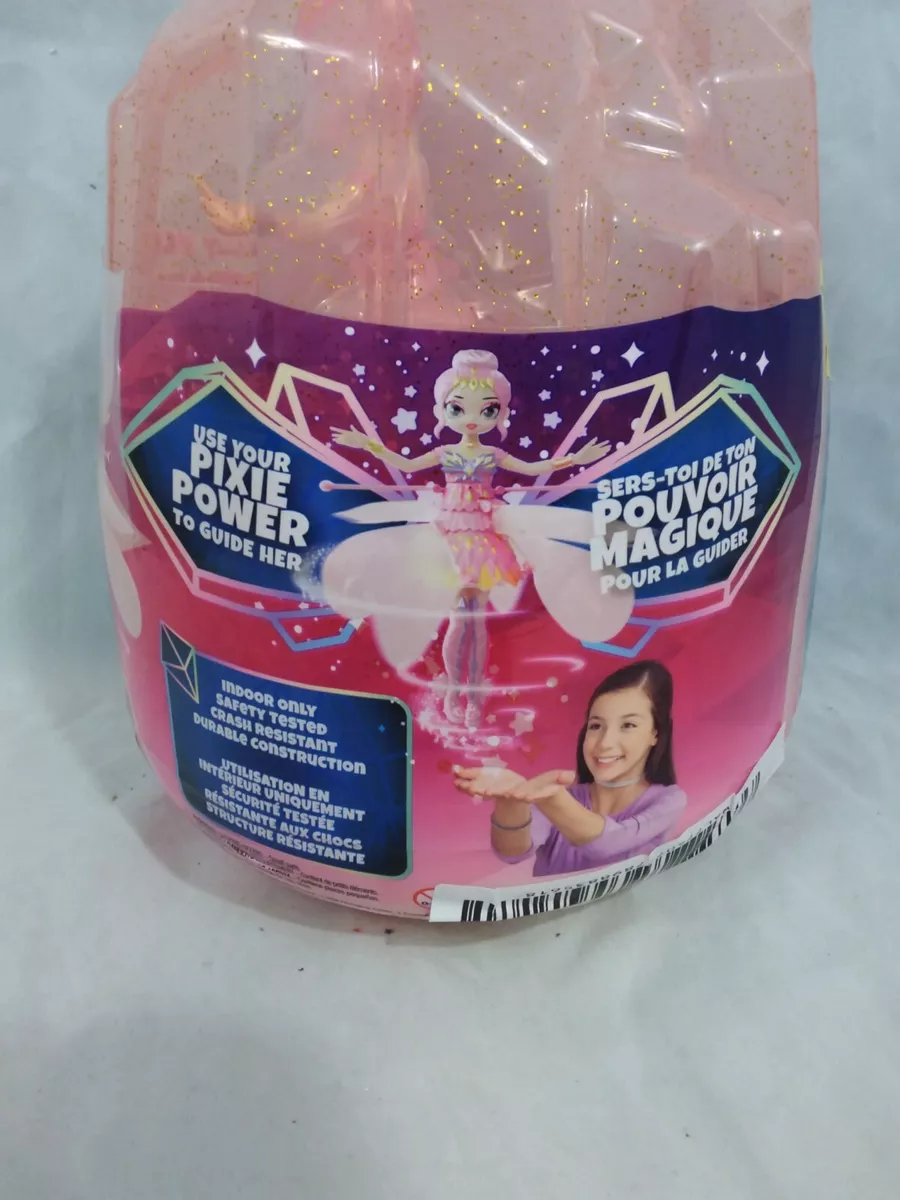 USE YOUR
PIXIE
POWER
TO GUIDE HER
SERS-TOI DE TON
POUVOIR
MAGIQUE
POUR LA GUIDER
INDOOR ONLY
SAFETY TESTED
CRASH RESISTANT
DURABLE CONSTRUCTION
UTILISATION EN
INTÉRIEUR UNIQUEMENT
SÉCURITÉ TESTÉE
RÉSISTANTE AUX CHOCS
STRUCTURE RÉSISTANTE